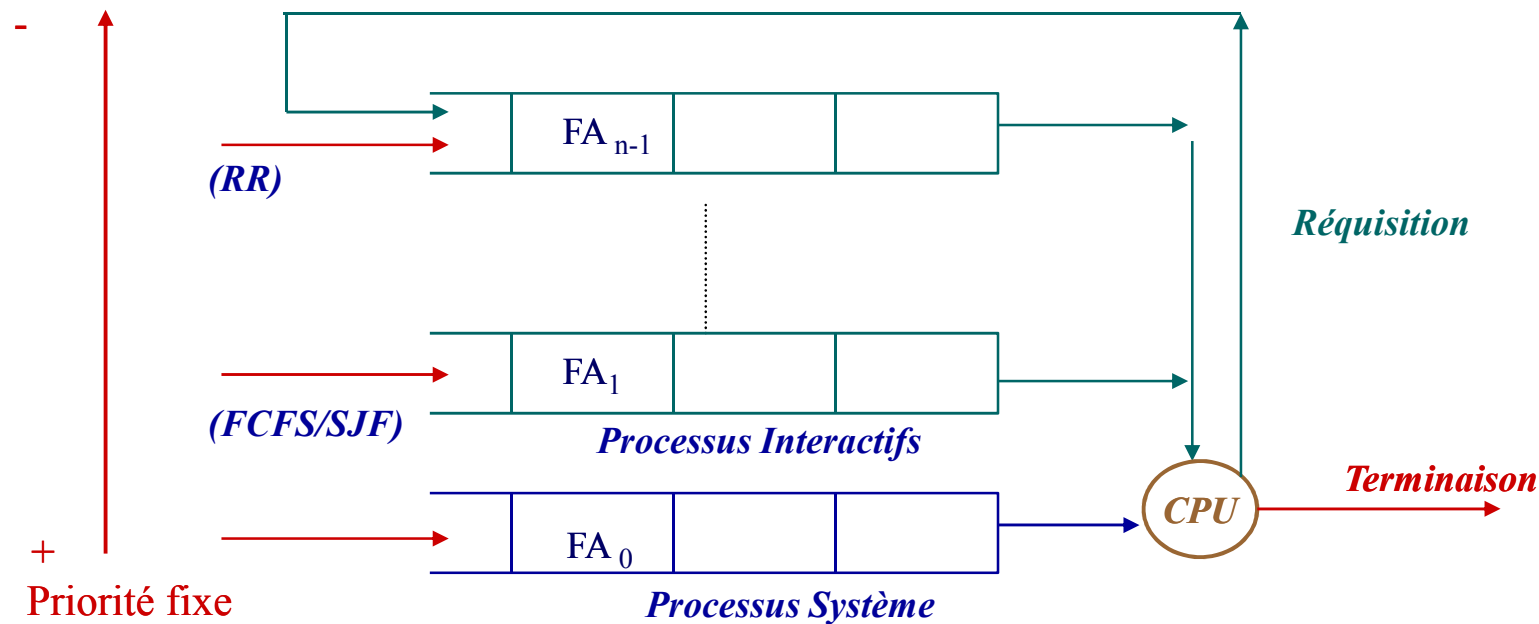 -
FA n-1
(RR)
Réquisition
FA1
(FCFS/SJF)
Processus Interactifs
Terminaison
CPU
+
FA 0
Priorité fixe
Processus Système